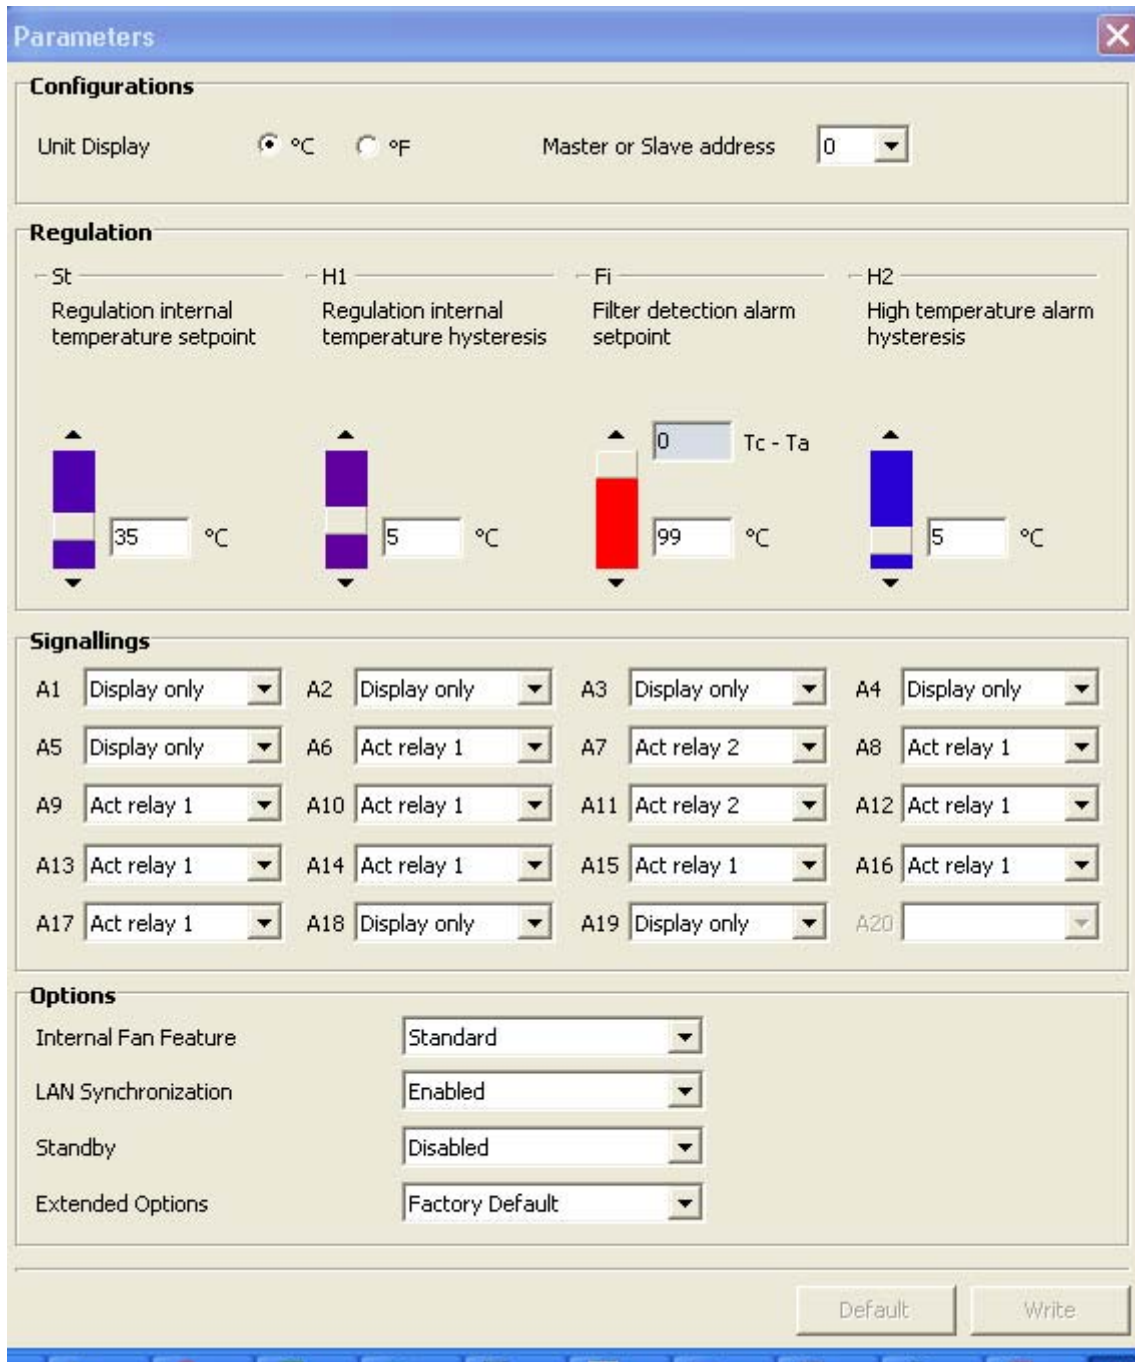 Parameters
Configurations
Unit Display °C °F Master or Slave address 0
Regulation
St H1 Fi H2
Regulation internal Regulation internal Filter detection alarm High temperature alarm
temperature setpoint temperature hysteresis setpoint hysteresis
0 Tc - Ta
35 °C 5 °C 99 °C 5 °C
Signallings
A1 Display only A2 Display only A3 Display only A4 Display only
A5 Display only A6 Act relay 1 A7 Act relay 2 A8 Act relay 1
A9 Act relay 1 A10 Act relay 1 A11 Act relay 2 A12 Act relay 1
A13 Act relay 1 A14 Act relay 1 A15 Act relay 1 A16 Act relay 1
A17 Act relay 1 A18 Display only A19 Display only A20
Options
Internal Fan Feature Standard
LAN Synchronization Enabled
Standby Disabled
Extended Options Factory Default
Default Write